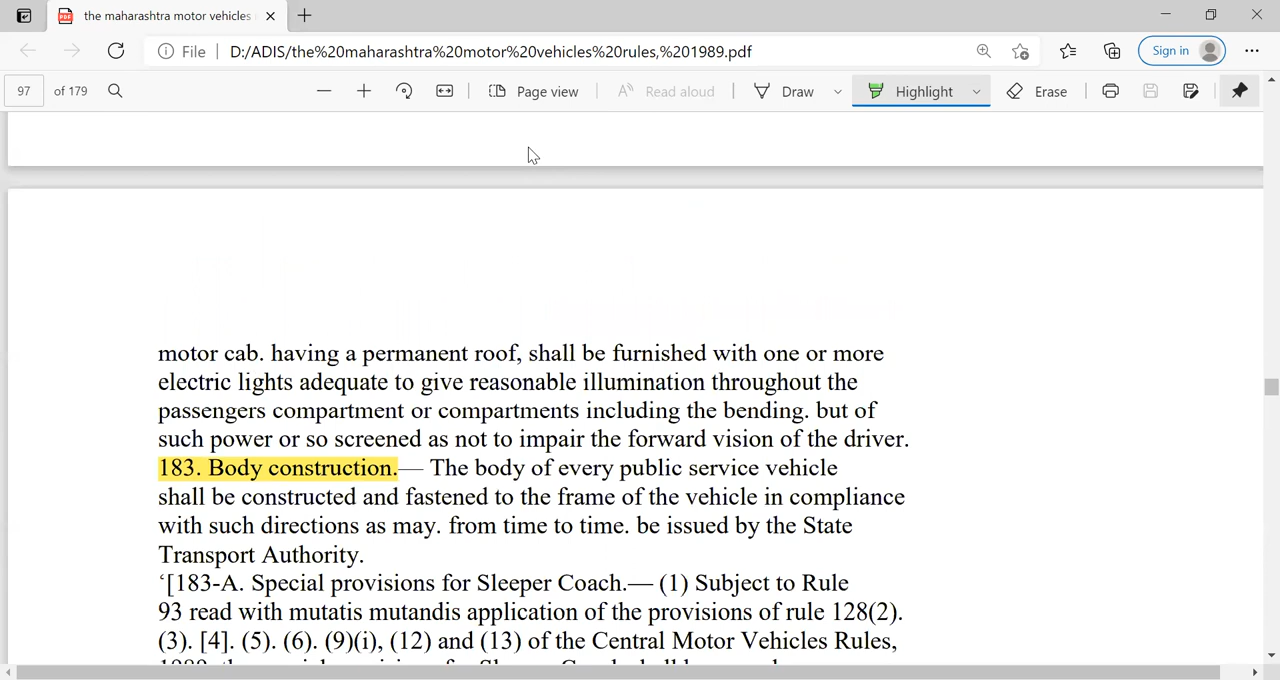 the maharashtra motor vehicles
File
D:/ADIS/the%20maharashtra%20motor%20vehicles%20rules,%201989.pdf
Sign in
97 of 179
Page view
Read aloud
Draw
Highlight
Erase
motor cab. having a permanent roof, shall be furnished with one or more
electric lights adequate to give reasonable illumination throughout the
passengers compartment or compartments including the bending. but of
such power or so screened as not to impair the forward vision of the driver.
183. Body construction.— The body of every public service vehicle
shall be constructed and fastened to the frame of the vehicle in compliance
with such directions as may. from time to time. be issued by the State
Transport Authority.
‘[183-A. Special provisions for Sleeper Coach.— (1) Subject to Rule
93 read with mutatis mutandis application of the provisions of rule 128(2).
(3). [4]. (5). (6). (9)(i), (12) and (13) of the Central Motor Vehicles Rules,